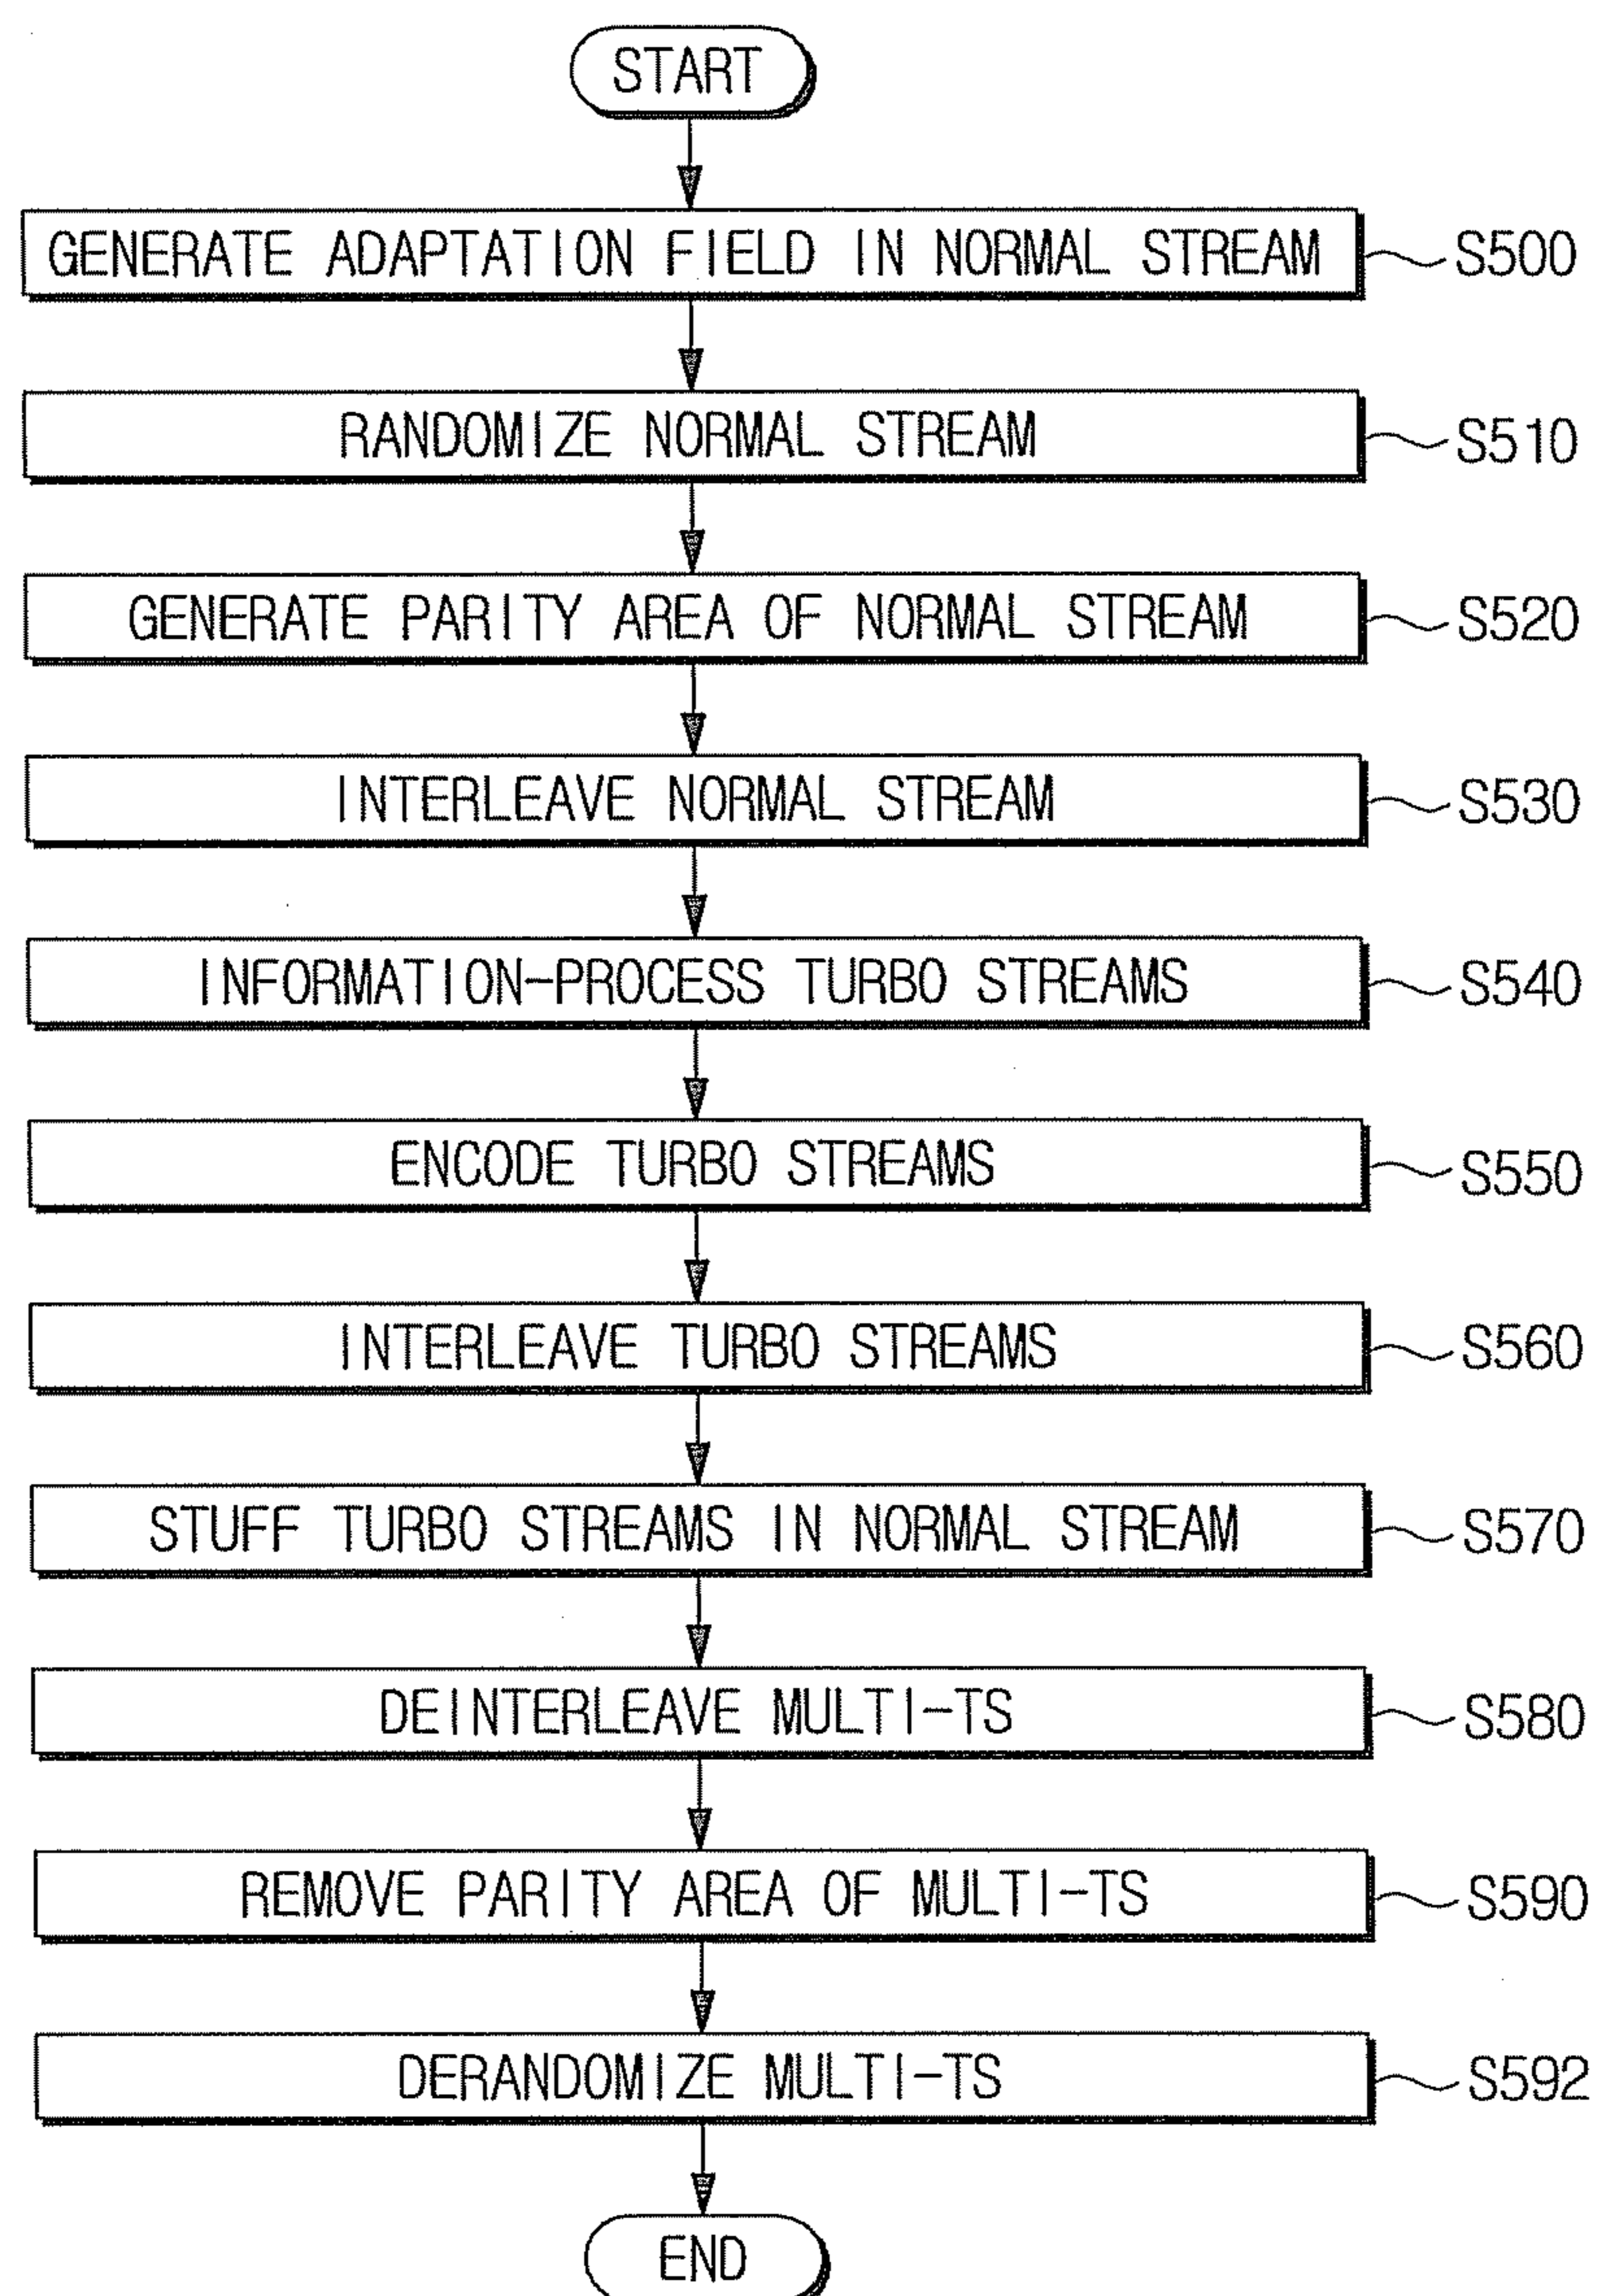 START
GENERATE ADAPTATION FIELD IN NORMAL STREAM S500
RANDOMIZE NORMAL STREAM S510
GENERATE PARITY AREA OF NORMAL STREAM S520
INTERLEAVE NORMAL STREAM S530
INFORMATION-PROCESS TURBO STREAMS S540
ENCODE TURBO STREAMS S550
INTERLEAVE TURBO STREAMS S560
STUFF TURBO STREAMS IN NORMAL STREAM S570
DEINTERLEAVE MULTI-TS S580
REMOVE PARITY AREA OF MULTI-TS S590
DERANDOMIZE MULTI-TS S592
END